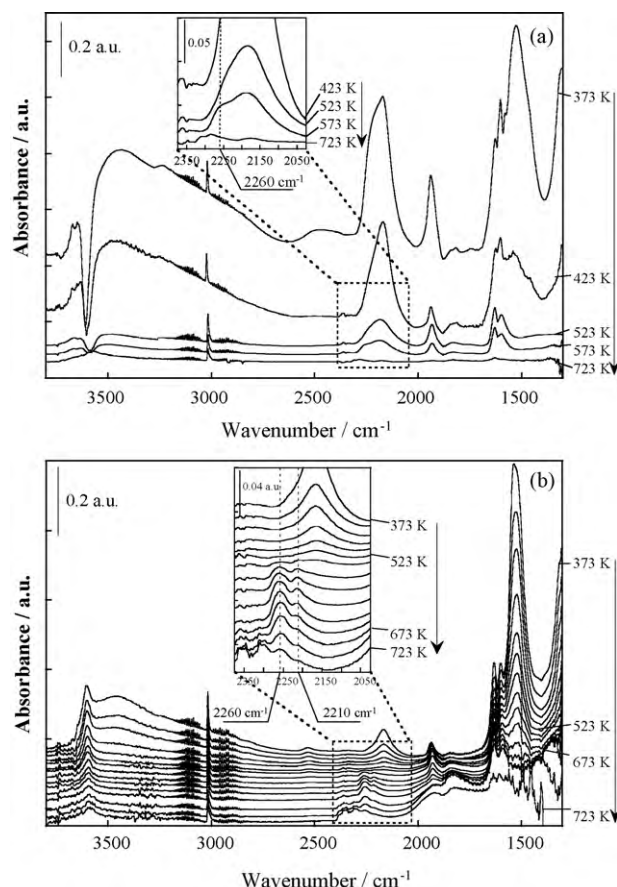 0.2 a.u.
0.05
(a)
423 K
523 K
573 K
723 K
2350 2250 2150 2050
2260 cm-1
373 K
423 K
523 K
573 K
723 K
Absorbance / a.u.
3500 3000 2500 2000 1500
Wavenumber / cm-1
0.2 a.u.
0.04 a.u.
(b)
373 K
523 K
673 K
723 K
2350 2250 2150 2050
2260 cm-1
2210 cm-1
373 K
523 K
673 K
723 K
Absorbance / a.u.
3500 3000 2500 2000 1500
Wavenumber / cm-1